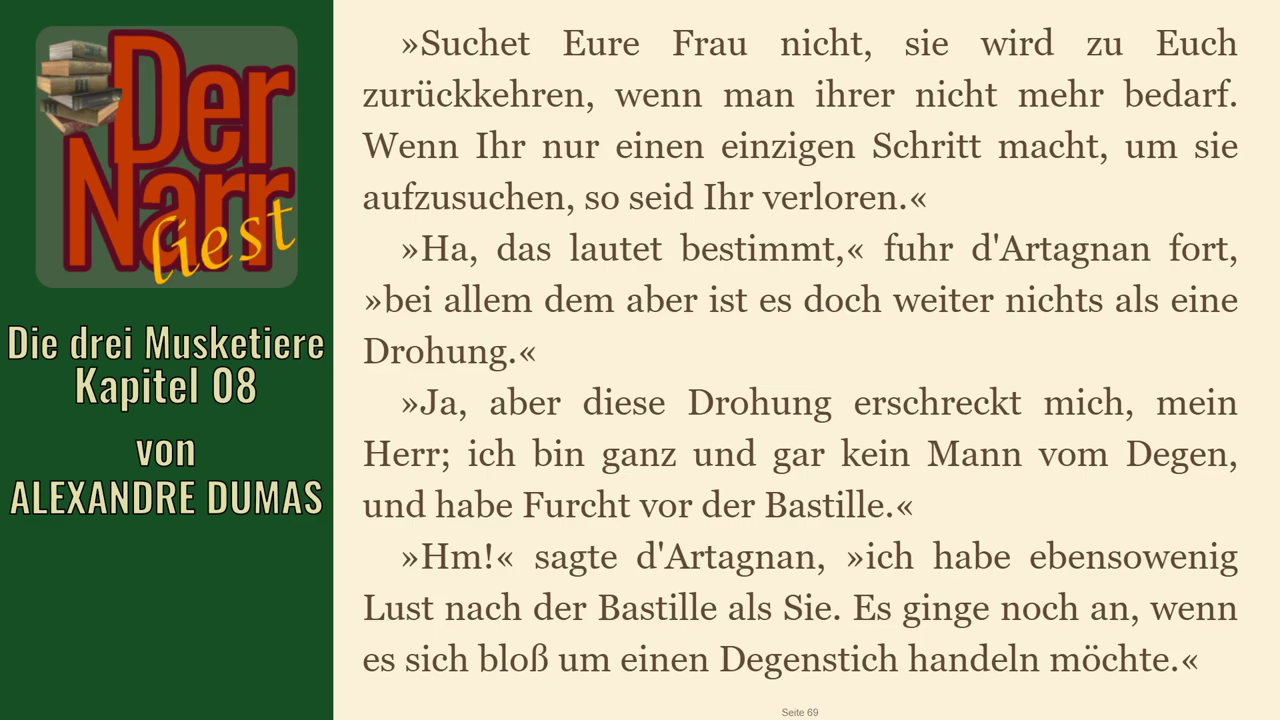 Der
Narr
liest
Die drei Musketiere
Kapitel 08
von
ALEXANDRE DUMAS
»Suchet Eure Frau nicht, sie wird zu Euch
zurückkehren, wenn man ihrer nicht mehr bedarf.
Wenn Ihr nur einen einzigen Schritt macht, um sie
aufzusuchen, so seid Ihr verloren.«
»Ha, das lautet bestimmt,« fuhr d'Artagnan fort,
»bei allem dem aber ist es doch weiter nichts als eine
Drohung.«
»Ja, aber diese Drohung erschreckt mich, mein
Herr; ich bin ganz und gar kein Mann vom Degen,
und habe Furcht vor der Bastille.«
»Hm!« sagte d'Artagnan, »ich habe ebensowenig
Lust nach der Bastille als Sie. Es ginge noch an, wenn
es sich bloß um einen Degenstich handeln möchte.«
Seite 69